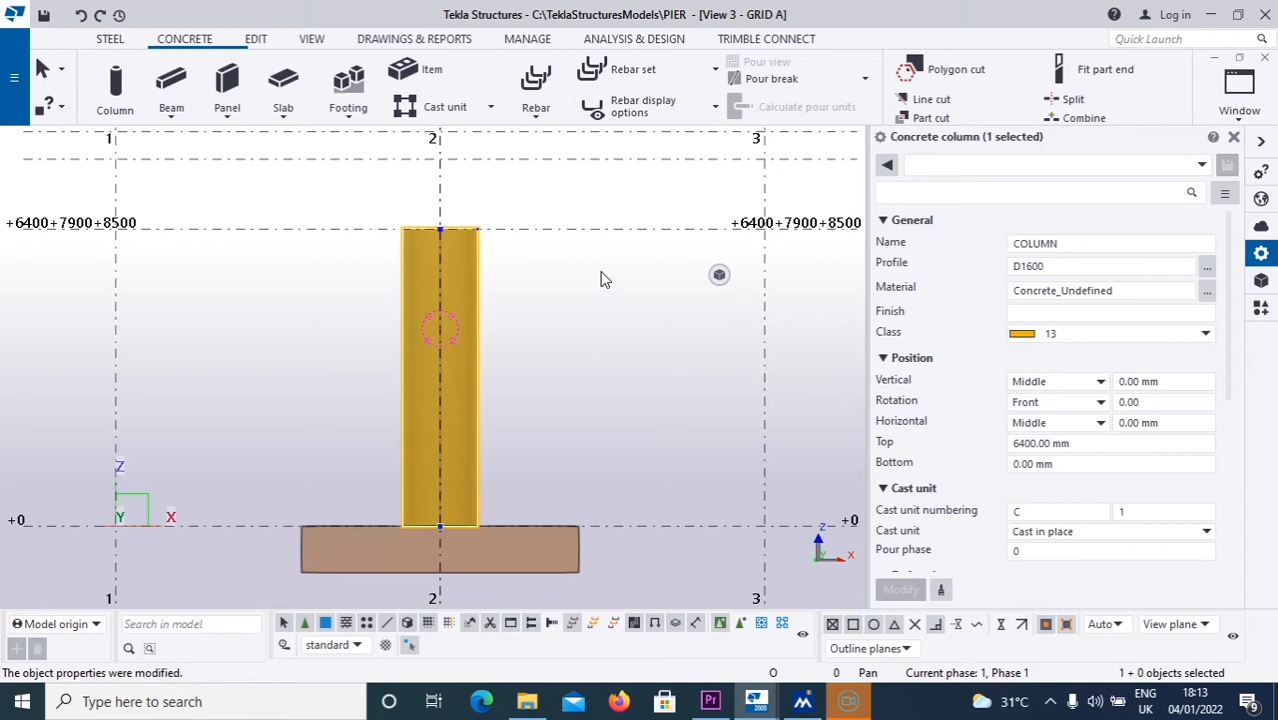 Tekla Structures - C:\TeklaStructuresModels\PIER - [View 3 - GRID A]
Log in
STEEL CONCRETE EDIT VIEW DRAWINGS & REPORTS MANAGE ANALYSIS & DESIGN TRIMBLE CONNECT
Quick Launch
Column Beam Panel Slab Footing
Item
Cast unit
Rebar
Rebar set
Rebar display
options
Pour view
Pour break
Calculate pour units
Polygon cut
Line cut
Part cut
Fit part end
Split
Combine
Window
1 2 3
+6400+7900+8500 +6400+7900+8500
Z
Y X
+0 +0
Z
Y X
1 2 3
Concrete column (1 selected)
General
Name COLUMN
Profile D1600 ...
Material Concrete_Undefined ...
Finish
Class 13
Position
Vertical Middle 0.00 mm
Rotation Front 0.00
Horizontal Middle 0.00 mm
Top 6400.00 mm
Bottom 0.00 mm
Cast unit
Cast unit numbering C 1
Cast unit Cast in place
Pour phase 0
Modify
Model origin Search in model
standard
Auto View plane
Outline planes
The object properties were modified. O 0 Pan Current phase: 1, Phase 1 1 + 0 objects selected
Type here to search
Pr
2020
31°C
ENG
UK
18:13
04/01/2022
9